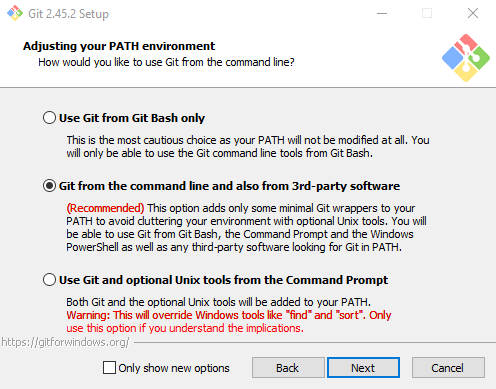 Git 2.45.2 Setup
Adjusting your PATH environment
How would you like to use Git from the command line?
Use Git from Git Bash only
This is the most cautious choice as your PATH will not be modified at all. You
will only be able to use the Git command line tools from Git Bash.
Git from the command line and also from 3rd-party software
(Recommended) This option adds only some minimal Git wrappers to your
PATH to avoid cluttering your environment with optional Unix tools. You will
be able to use Git from Git Bash, the Command Prompt and the Windows
PowerShell as well as any third-party software looking for Git in PATH.
Use Git and optional Unix tools from the Command Prompt
Both Git and the optional Unix tools will be added to your PATH.
Warning: This will override Windows tools like "find" and "sort". Only
use this option if you understand the implications.
https://gitforwindows.org/
Only show new options
Back
Next
Cancel